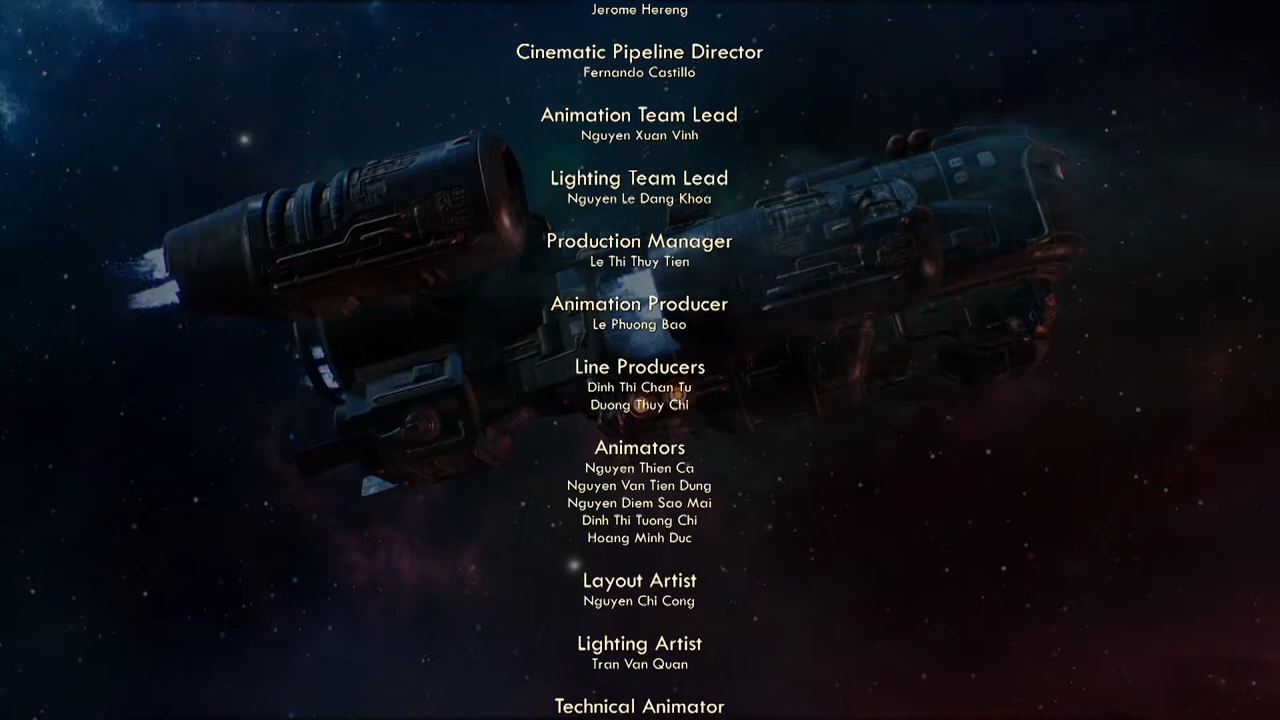 Jerome Hereng
Cinematic Pipeline Director
Fernando Castillo
Animation Team Lead
Nguyen Xuan Vinh
Lighting Team Lead
Nguyen Le Dang Khoa
Production Manager
Le Thi Thuy Tien
Animation Producer
Le Phuong Bao
Line Producers
Dinh Thi Chan Tu
Duong Thuy Chi
Animators
Nguyen Thien Ca
Nguyen Van Tien Dung
Nguyen Diem Sao Mai
Dinh Thi Tuong Chi
Hoang Minh Duc
Layout Artist
Nguyen Chi Cong
Lighting Artist
Tran Van Quan
Technical Animator